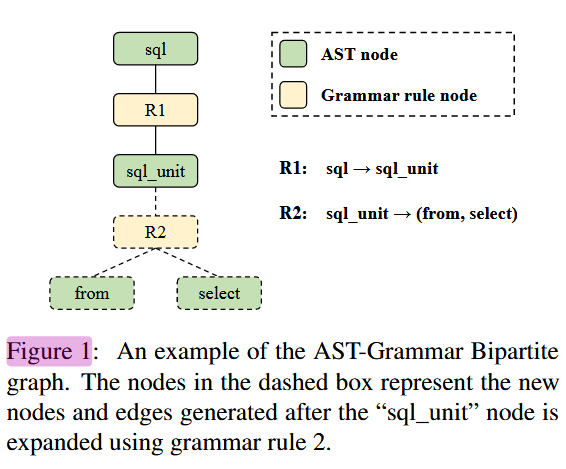 sql
AST node
Grammar rule node
R1
sql_unit
R1: sql → sql_unit
R2: sql_unit → (from, select)
R2
from select
Figure 1: An example of the AST-Grammar Bipartite
graph. The nodes in the dashed box represent the new
nodes and edges generated after the “sql_unit” node is
expanded using grammar rule 2.